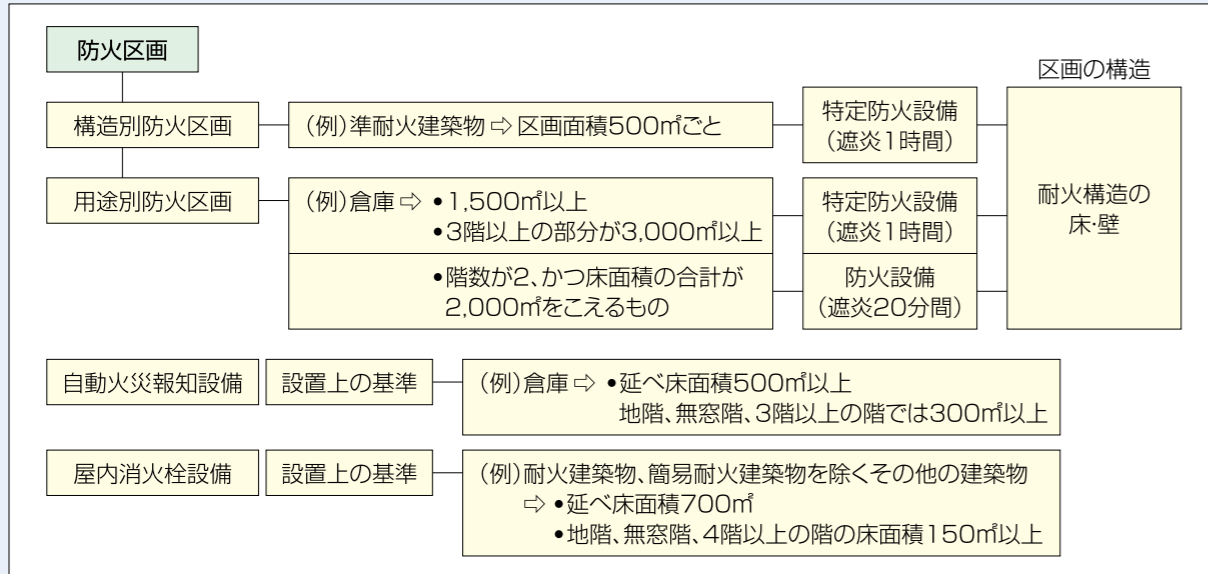 防火区画
区画の構造
構造別防火区画
(例)準耐火建築物⇨区画面積500㎡ごと
特定防火設備
(遮炎1時間)
用途別防火区画
(例)倉庫⇨ •1,500㎡以上
•3階以上の部分が3,000㎡以上
特定防火設備
(遮炎1時間)
•階数が2、かつ床面積の合計が
2,000㎡をこえるもの
防火設備
(遮炎20分間)
耐火構造の
床・壁
自動火災報知設備
設置上の基準
(例)倉庫⇨ •延べ床面積500㎡以上
地階、無窓階、3階以上の階では300㎡以上
屋内消火栓設備
設置上の基準
(例)耐火建築物、簡易耐火建築物を除くその他の建築物
⇨ •延べ床面積700㎡
•地階、無窓階、4階以上の階の床面積150㎡以上